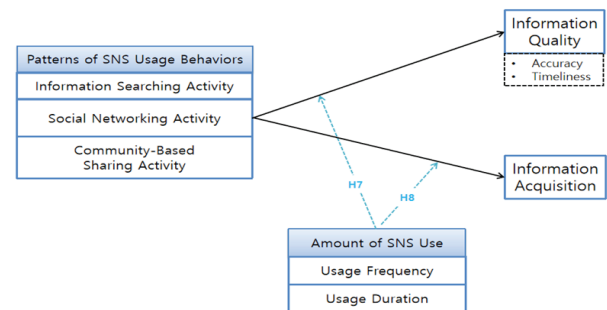 Information
Quality
• Accuracy
• Timeliness
Patterns of SNS Usage Behaviors
Information Searching Activity
Social Networking Activity
Community-Based
Sharing Activity
Information
Acquisition
H7
H8
Amount of SNS Use
Usage Frequency
Usage Duration